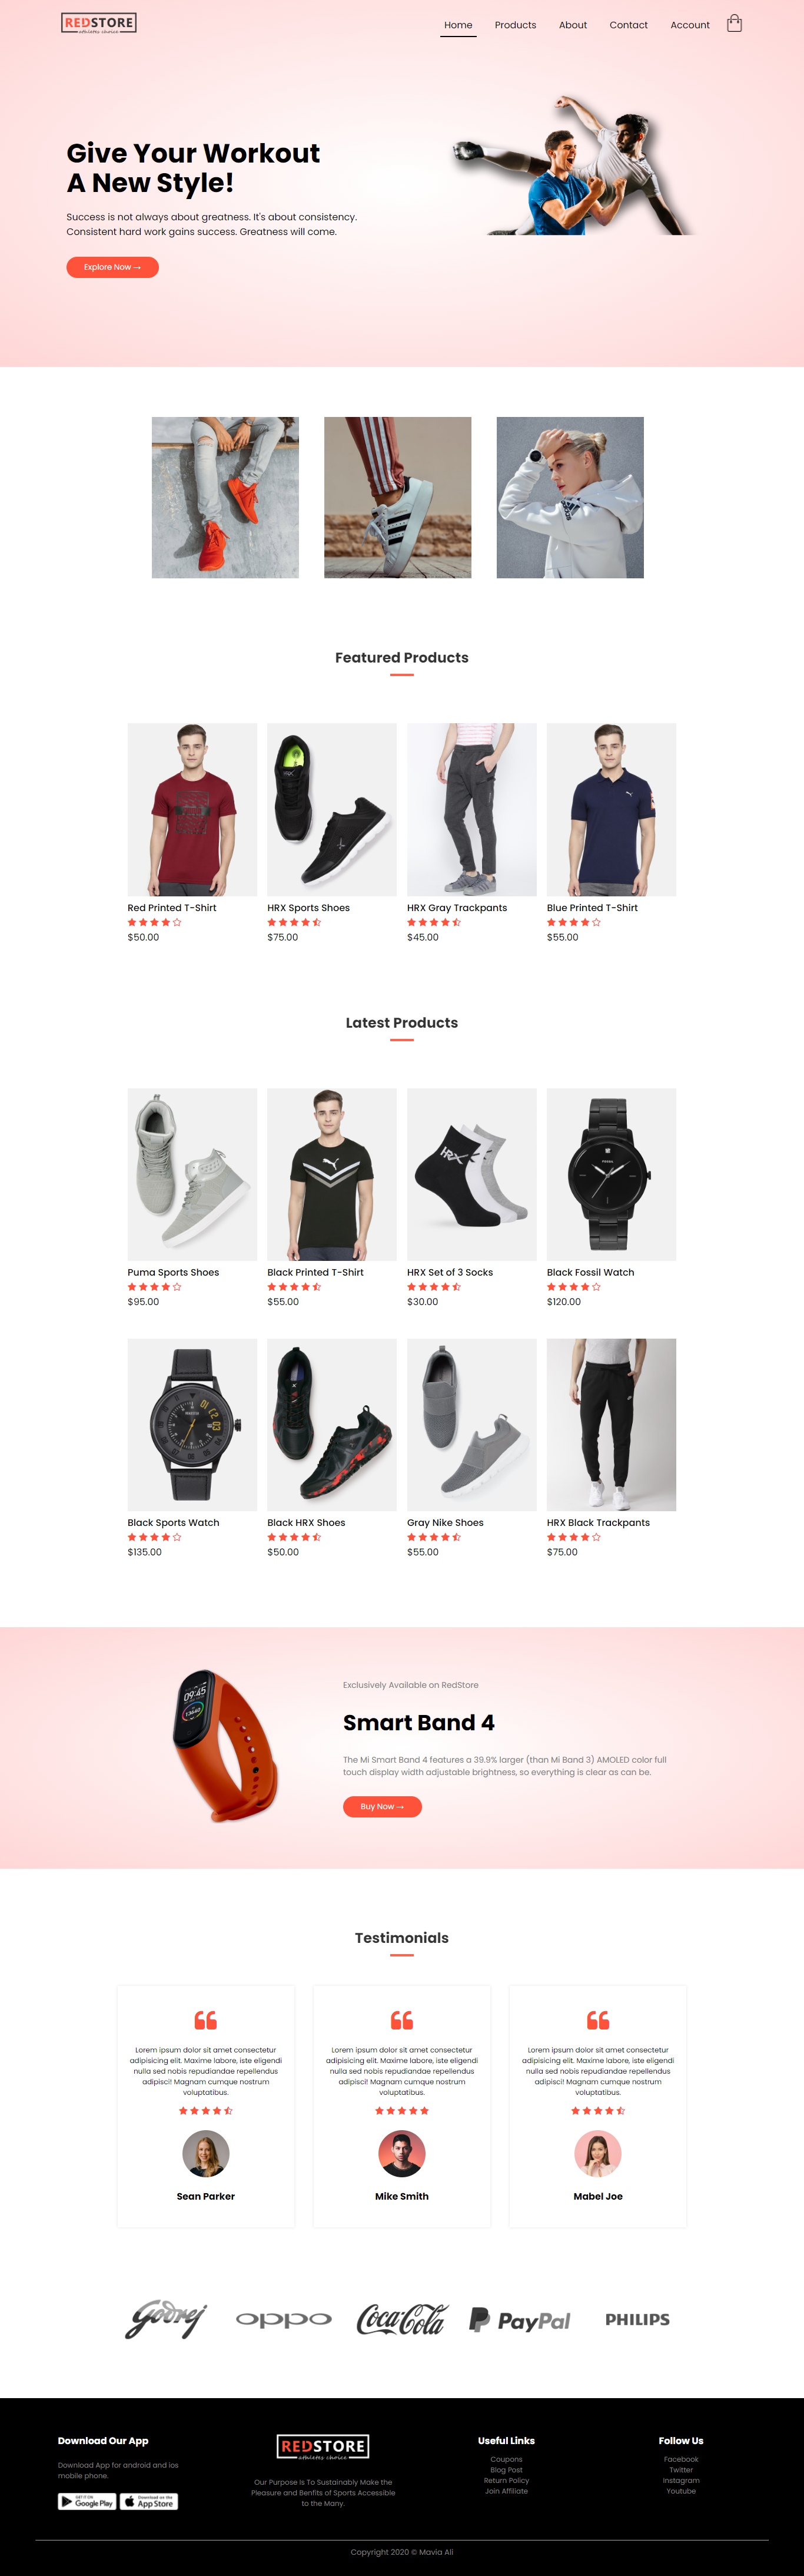 REDSTORE
athletes choice
Home
Products
About
Contact
Account
Give Your Workout
A New Style!
Success is not always about greatness. It's about consistency.
Consistent hard work gains success. Greatness will come.
Explore Now →
Featured Products
Red Printed T-Shirt
$50.00
HRX Sports Shoes
$75.00
HRX Gray Trackpants
$45.00
Blue Printed T-Shirt
$55.00
Latest Products
HRX
Puma Sports Shoes
$95.00
Black Printed T-Shirt
$55.00
HRX Set of 3 Socks
$30.00
Black Fossil Watch
$120.00
Black Sports Watch
$135.00
Black HRX Shoes
$50.00
Gray Nike Shoes
$55.00
HRX Black Trackpants
$75.00
09:45
Exclusively Available on RedStore
Smart Band 4
The Mi Smart Band 4 features a 39.9% larger (than Mi Band 3) AMOLED color full
touch display width adjustable brightness, so everything is clear as can be.
Buy Now →
Testimonials
Lorem ipsum dolor sit amet consectetur
adipisicing elit. Maxime labore, iste eligendi
nulla sed nobis repudiandae repellendus
adipisci! Magnam cumque nostrum
voluptatibus.
Sean Parker
Lorem ipsum dolor sit amet consectetur
adipisicing elit. Maxime labore, iste eligendi
nulla sed nobis repudiandae repellendus
adipisci! Magnam cumque nostrum
voluptatibus.
Mike Smith
Lorem ipsum dolor sit amet consectetur
adipisicing elit. Maxime labore, iste eligendi
nulla sed nobis repudiandae repellendus
adipisci! Magnam cumque nostrum
voluptatibus.
Mabel Joe
Godrej
oppo
Coca-Cola
PayPal
PHILIPS
Download Our App
Download App for android and ios
mobile phone.
GET IT ON
Google Play
Download on the
App Store
REDSTORE
athletes choice
Our Purpose Is To Sustainably Make the
Pleasure and Benfits of Sports Accessible
to the Many.
Useful Links
Coupons
Blog Post
Return Policy
Join Affiliate
Follow Us
Facebook
Twitter
Instagram
Youtube
Copyright 2020 © Mavia Ali